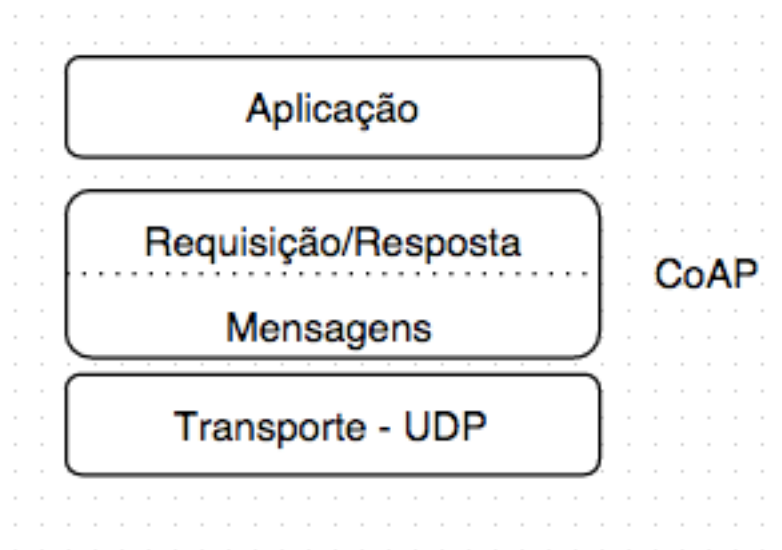 Aplicação
Requisição/Resposta
CoAP
Mensagens
Transporte - UDP